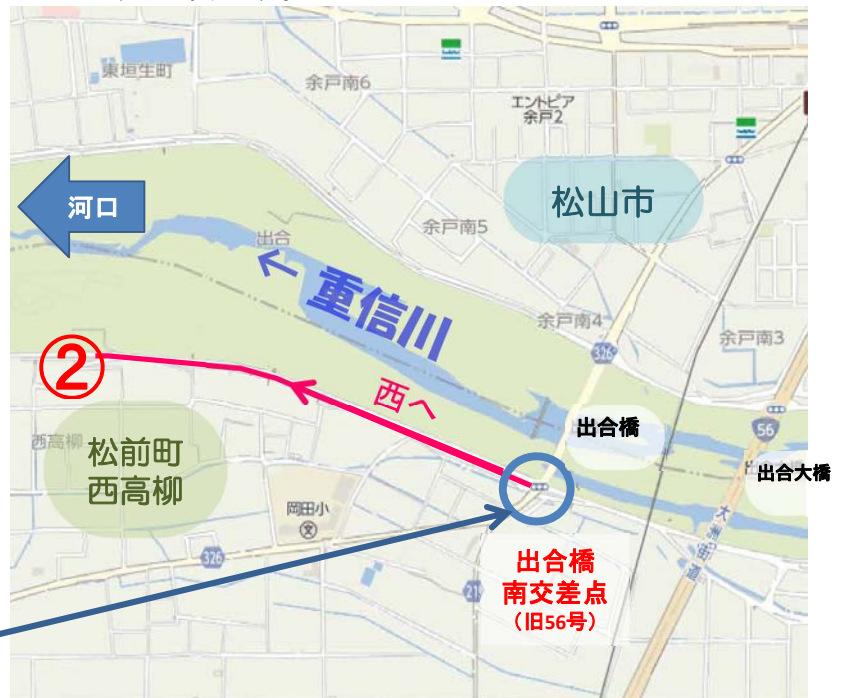 東垣生町
余戸南6
エントピア
余戸2
河口
松山市
余戸南5
出合
← 重信川
余戸南4
326
余戸南3
②
西へ
56
出合橋
出合大橋
西高柳
松前町
西高柳
岡田小
文
大洲街道
326
21
出合橋
南交差点
（旧56号）